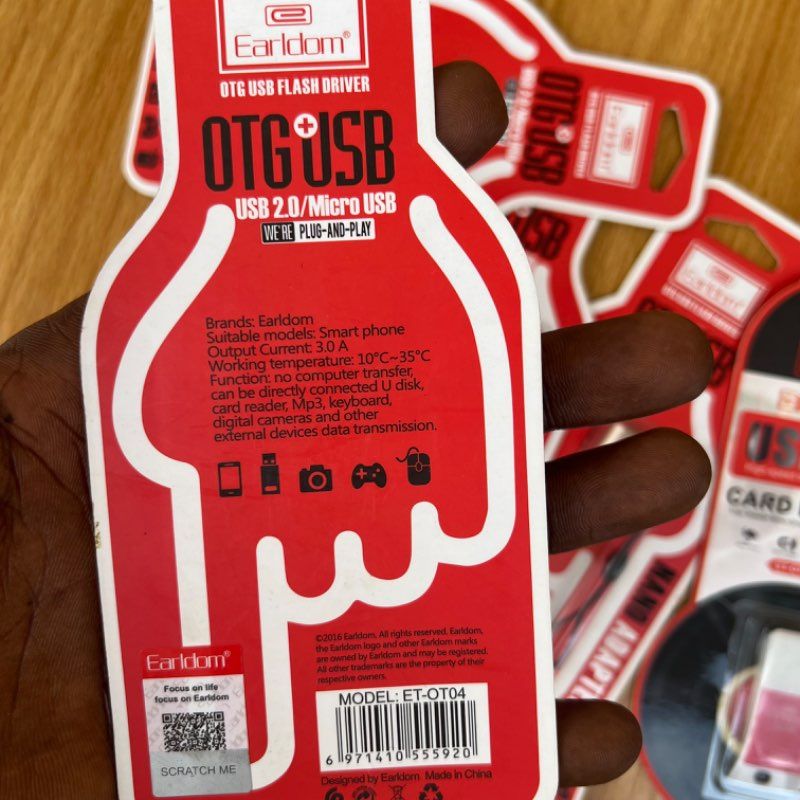 Earldom®
OTG USB FLASH DRIVER
OTG+USB
USB 2.0/Micro USB
WE'RE PLUG-AND-PLAY
Brands: Earldom
Suitable models: Smart phone
Output Current: 3.0 A
Working temperature: 10°C~35°C
Function: no computer transfer,
can be directly connected U disk,
card reader, Mp3, keyboard,
digital cameras and other
external devices data transmission.
©2016 Earldom. All rights reserved. Earldom,
the Earldom logo and other Earldom marks
are owned by Earldom and may be registered.
All other trademarks are the property of their
respective owners.
MODEL: ET-OT04
6 971410 555920
Designed by Earldom. Made in China
Earldom®
Focus on life
focus on Earldom
SCRATCH ME
OTG USB
USB
US
CARD
NANO ADAPT